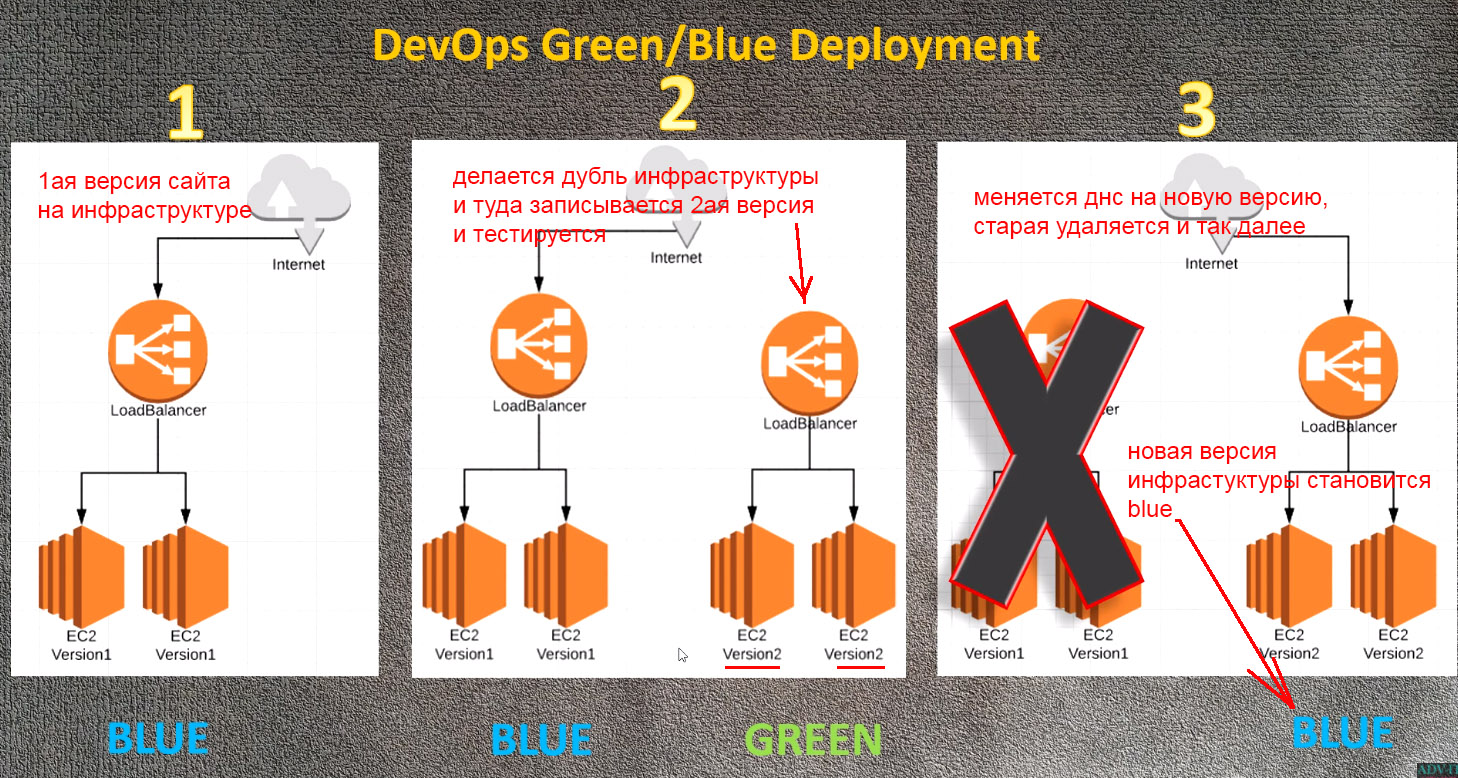 DevOps Green/Blue Deployment
1
2
3
1ая версия сайта
на инфраструктуре
Internet
LoadBalancer
EC2
Version1
EC2
Version1
BLUE
делается дубль инфраструктуры
и туда записывается 2ая версия
и тестируется
Internet
LoadBalancer
LoadBalancer
EC2
Version1
EC2
Version1
EC2
Version2
EC2
Version2
BLUE
GREEN
меняется днс на новую версию,
старая удаляется и так далее
Internet
cer
LoadBalancer
новая версия
инфрастуктуры становится
blue
EC2
Version1
EC2
Version1
EC2
Version2
EC2
Version2
BLUE